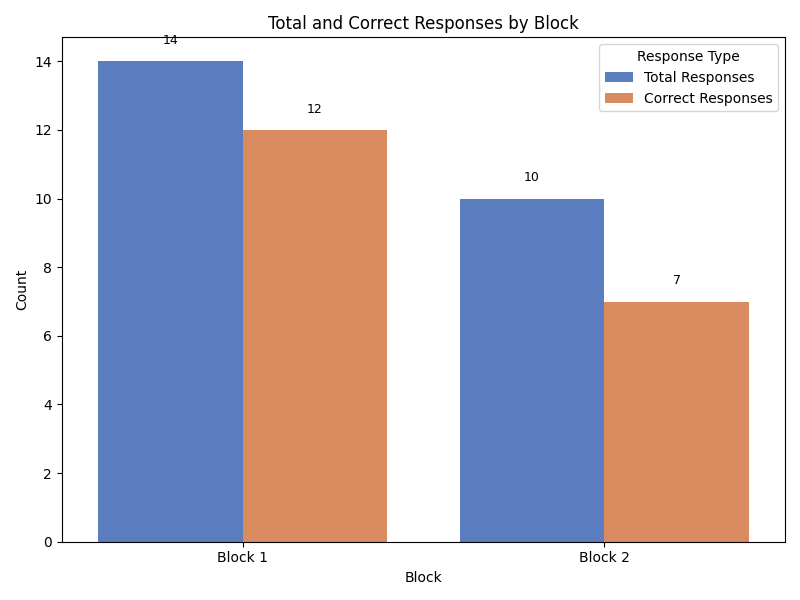 Total and Correct Responses by Block
14
12
10
7
Response Type
Total Responses
Correct Responses
Count
14
12
10
8
6
4
2
0
Block 1
Block 2
Block